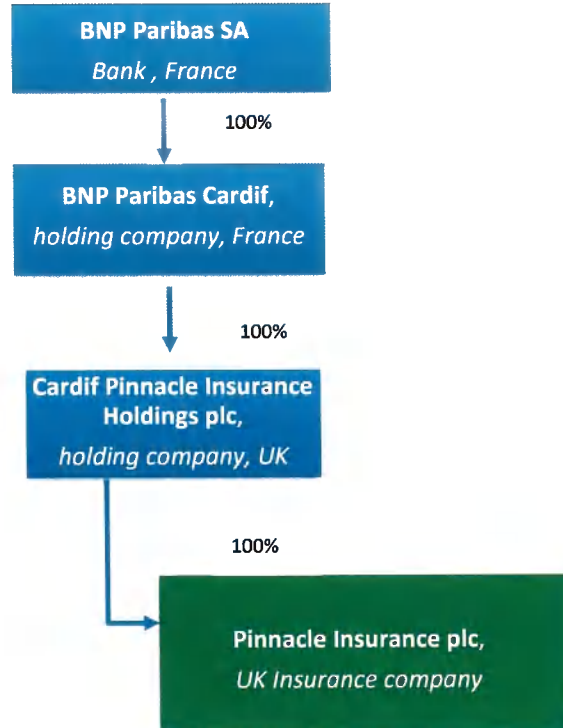 BNP Paribas SA
Bank , France
100%
BNP Paribas Cardif,
holding company, France
100%
Cardif Pinnacle Insurance
Holdings plc,
holding company, UK
100%
Pinnacle Insurance plc,
UK Insurance company